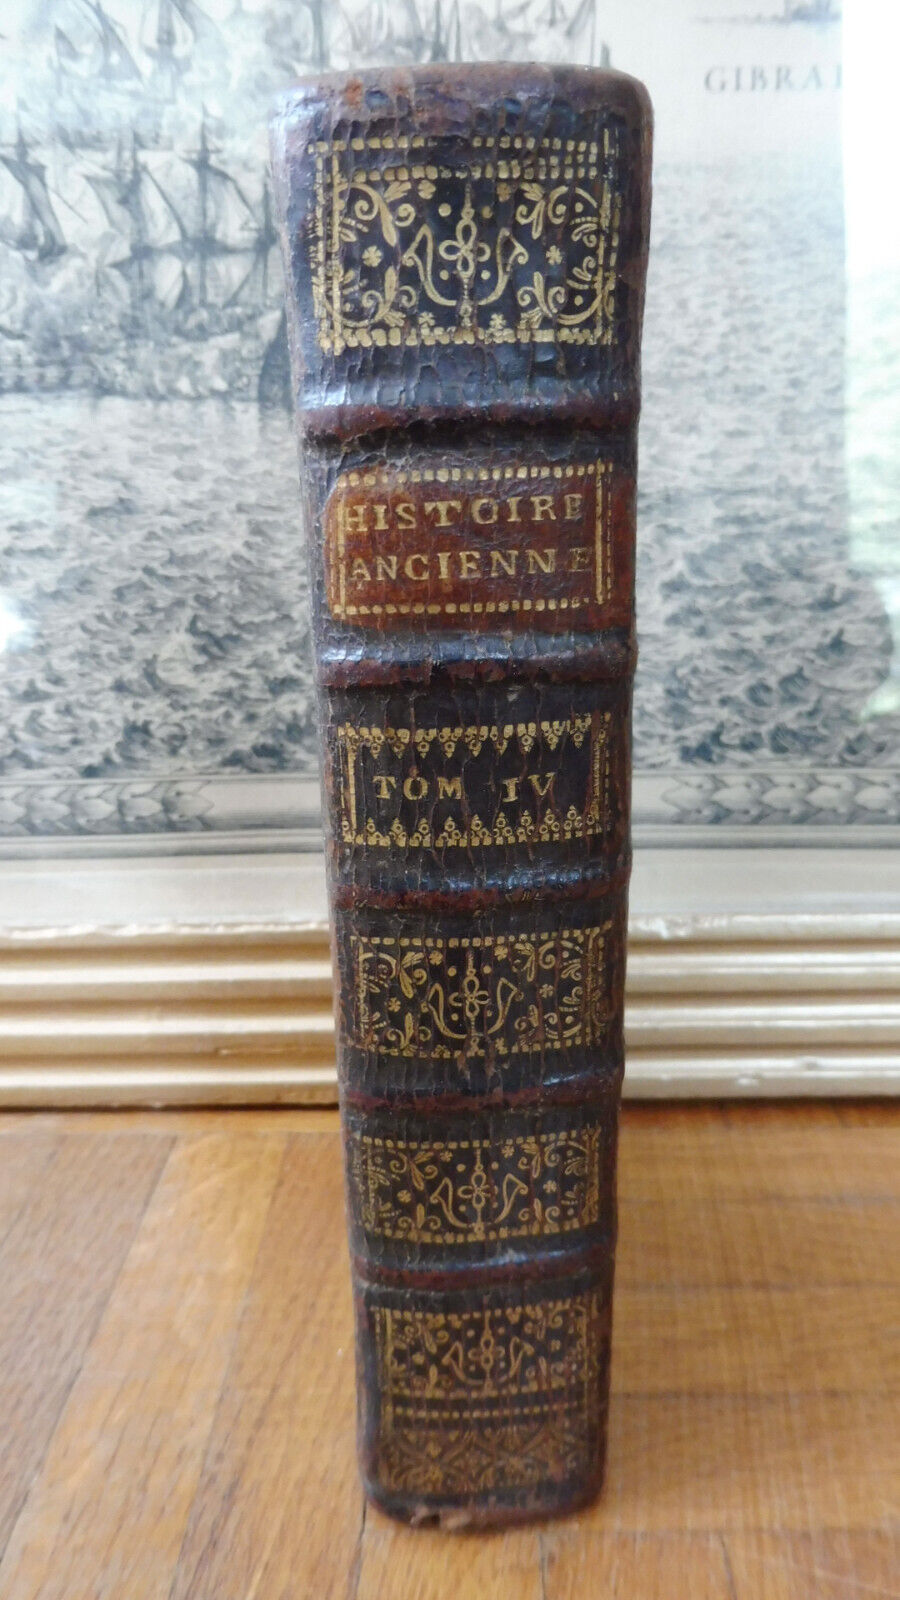 GIBRA
HISTOIRE
ANCIENNE
TOM IV